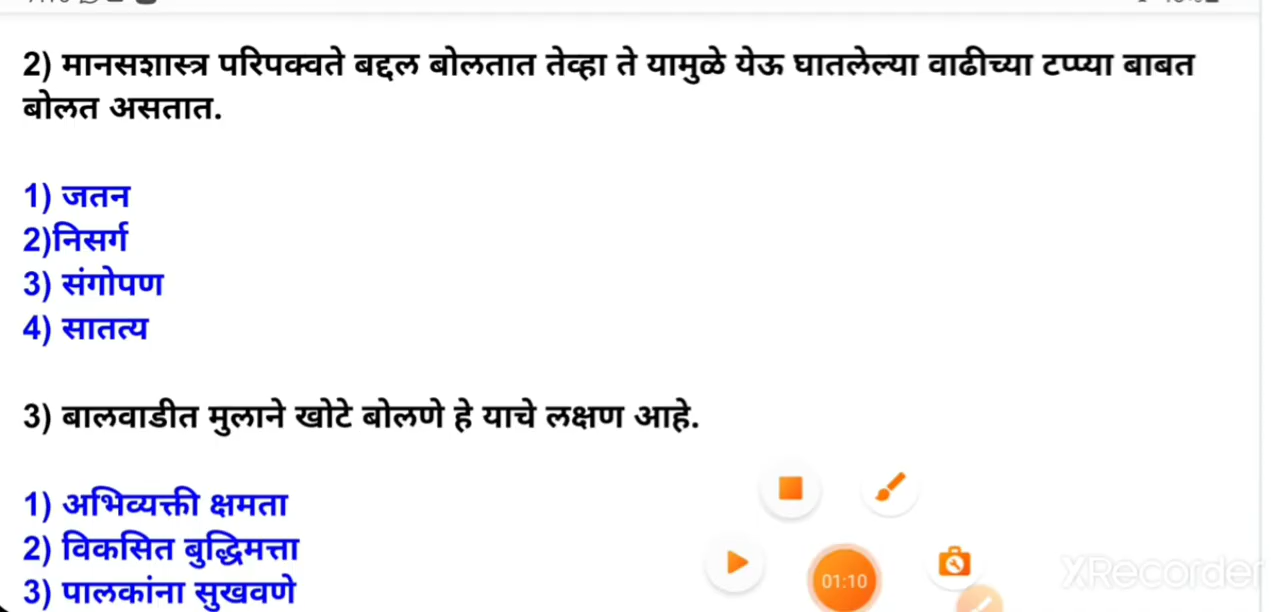 2) मानसशास्त्र परिपक्वते बद्दल बोलतात तेव्हा ते यामुळे येऊ घातलेल्या वाढीच्या टप्प्या बाबत
बोलत असतात.
1) जतन
2)निसर्ग
3) संगोपण
4) सातत्य
3) बालवाडीत मुलाने खोटे बोलणे हे याचे लक्षण आहे.
1) अभिव्यक्ती क्षमता
2) विकसित बुद्धिमत्ता
3) पालकांना सुखवणे
01:10
XRecorder